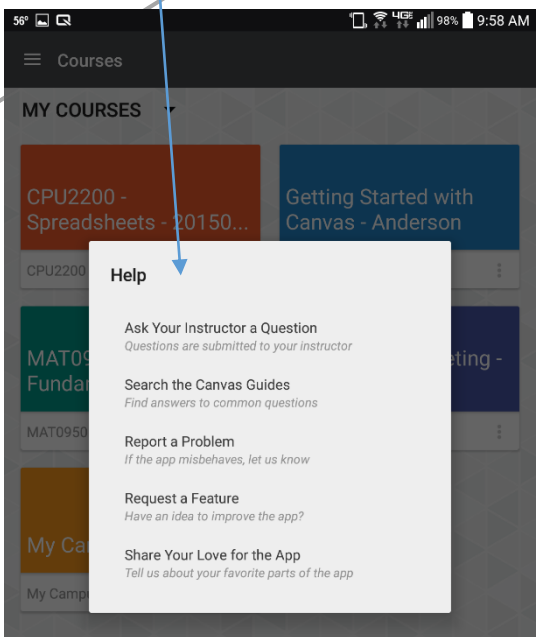 56° 4G LTE 98% 9:58 AM
Courses
MY COURSES
CPU2200 -
Spreadsheets - 20150...
Getting Started with
Canvas - Anderson
CPU2200
Help
Ask Your Instructor a Question
Questions are submitted to your instructor
Search the Canvas Guides
Find answers to common questions
Report a Problem
If the app misbehaves, let us know
Request a Feature
Have an idea to improve the app?
Share Your Love for the App
Tell us about your favorite parts of the app
MAT09
Fundar
eting -
MAT0950
My Ca
My Camp